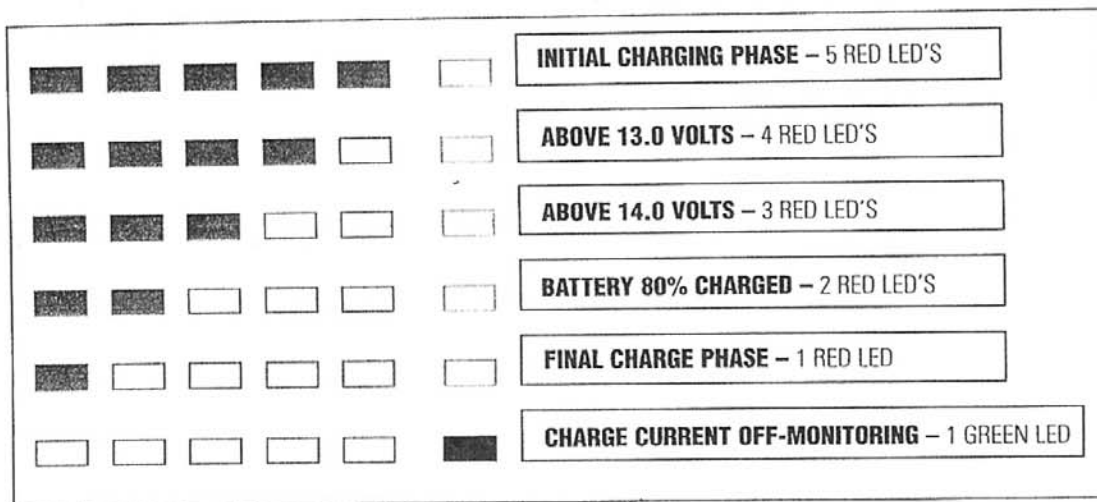 INITIAL CHARGING PHASE – 5 RED LED'S
ABOVE 13.0 VOLTS – 4 RED LED'S
ABOVE 14.0 VOLTS – 3 RED LED'S
BATTERY 80% CHARGED – 2 RED LED'S
FINAL CHARGE PHASE – 1 RED LED
CHARGE CURRENT OFF-MONITORING – 1 GREEN LED